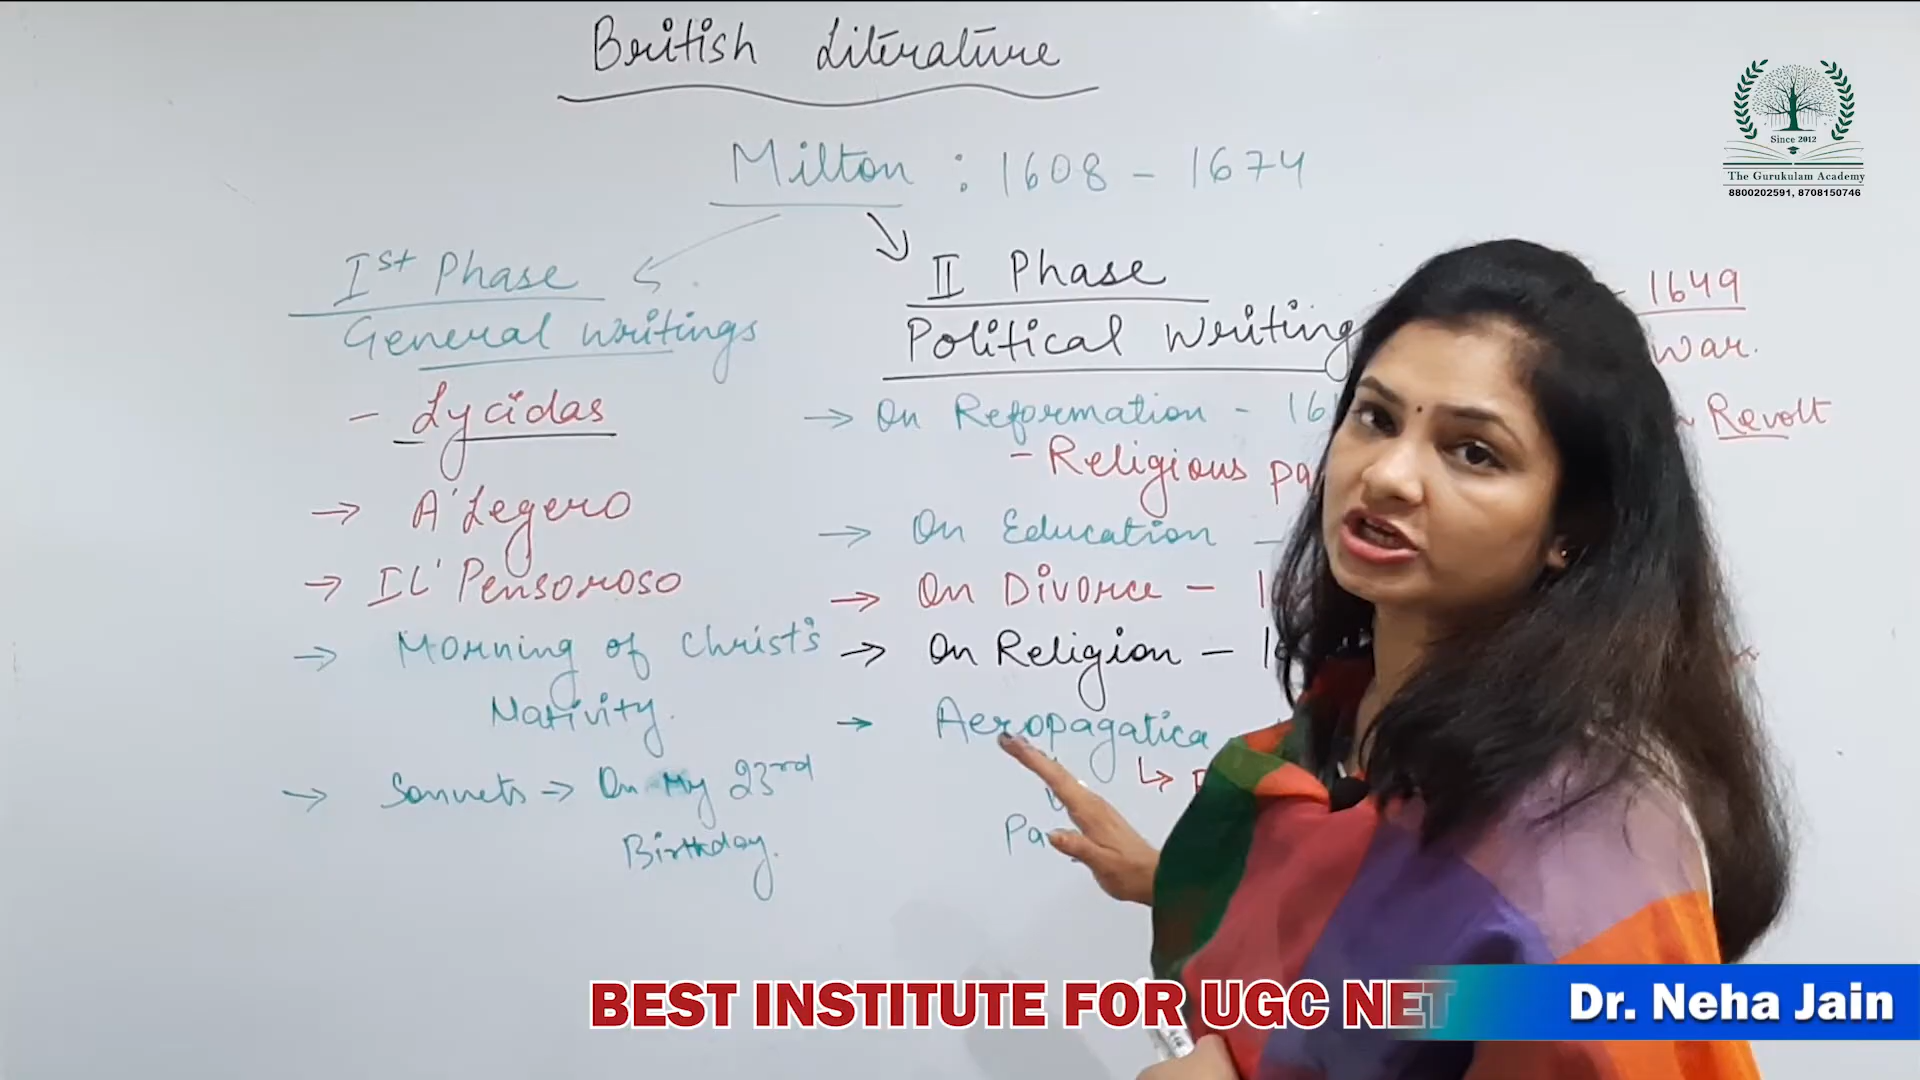 British Literature
Milton : 1608 - 1674
Ist Phase
General Writings
- Lycidas
→ A'Legero
→ IL' Pensoroso
→ Morning of Christ's
Nativity.
→ Sonnets → On My 23rd
Birthday.
II Phase
Political Writing
→ On Reformation - 16
- Religious pa
→ On Education -
→ On Divorce - 1
→ On Religion - 1
→ Aeropagatica
↳
Pa
- 1649
War.
Revolt
Since 2012
The Gurukulam Academy
8800202591, 8708150746
BEST INSTITUTE FOR UGC NET
Dr. Neha Jain